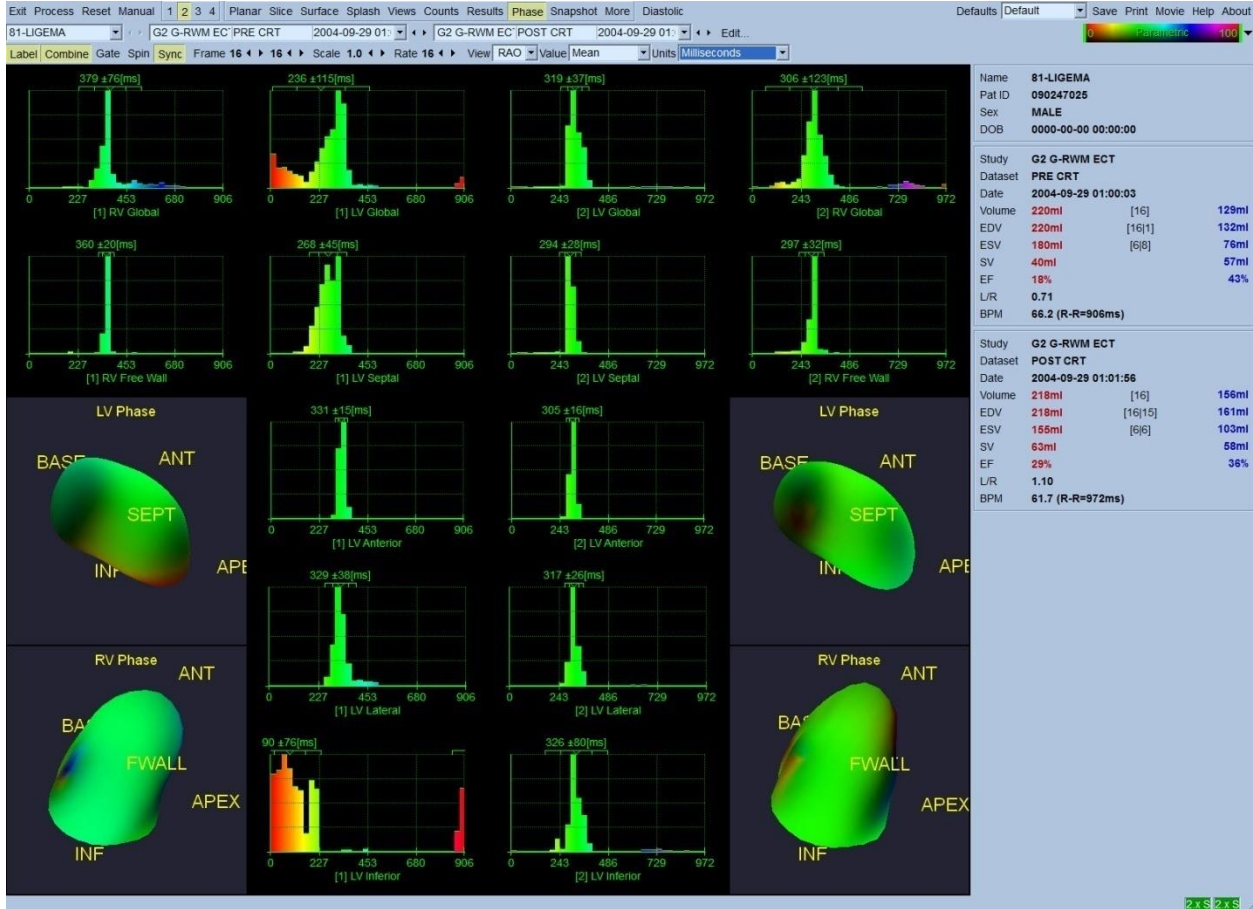 Exit Process Reset Manual 1 2 3 4 Planar Slice Surface Splash Views Counts Results Phase Snapshot More Diastolic Defaults Default Save Print Movie Help About
81-LIGEMA G2 G-RWM EC PRE CRT 2004-09-29 01: G2 G-RWM EC POST CRT 2004-09-29 01: Edit... 0 Parametric 100
Label Combine Gate Spin Sync Frame 16 16 Scale 1.0 Rate 16 View RAO Value Mean Units Milliseconds
379 ±76[ms] 236 ±115[ms] 319 ±37[ms] 306 ±123[ms]
0 227 453 680 906 0 227 453 680 906 0 243 486 729 972 0 243 486 729 972
[1] RV Global [1] LV Global [2] LV Global [2] RV Global
360 ±20[ms] 268 ±45[ms] 294 ±28[ms] 297 ±32[ms]
0 227 453 680 906 0 227 453 680 906 0 243 486 729 972 0 243 486 729 972
[1] RV Free Wall [1] LV Septal [2] LV Septal [2] RV Free Wall
LV Phase
BASE ANT
SEPT
INF APE
331 ±15[ms] 305 ±16[ms]
0 227 453 680 906 0 243 486 729 972
[1] LV Anterior [2] LV Anterior
329 ±38[ms] 317 ±26[ms]
0 227 453 680 906 0 243 486 729 972
[1] LV Lateral [2] LV Lateral
90 ±76[ms] 326 ±80[ms]
0 227 453 680 906 0 243 486 729 972
[1] LV Inferior [2] LV Inferior
LV Phase
BASE ANT
SEPT
INF APE
RV Phase
ANT
BAS
FWALL
APEX
INF
RV Phase
ANT
BAS
FWALL
APEX
INF
Name 81-LIGEMA
Pat ID 090247025
Sex MALE
DOB 0000-00-00 00:00:00
Study G2 G-RWM ECT
Dataset PRE CRT
Date 2004-09-29 01:00:03
Volume 220ml [16] 129ml
EDV 220ml [16|1] 132ml
ESV 180ml [6|8] 76ml
SV 40ml 57ml
EF 18% 43%
L/R 0.71
BPM 66.2 (R-R=906ms)
Study G2 G-RWM ECT
Dataset POST CRT
Date 2004-09-29 01:01:56
Volume 218ml [16] 156ml
EDV 218ml [16|15] 161ml
ESV 155ml [6|6] 103ml
SV 63ml 58ml
EF 29% 36%
L/R 1.10
BPM 61.7 (R-R=972ms)
2 x S 2 x S